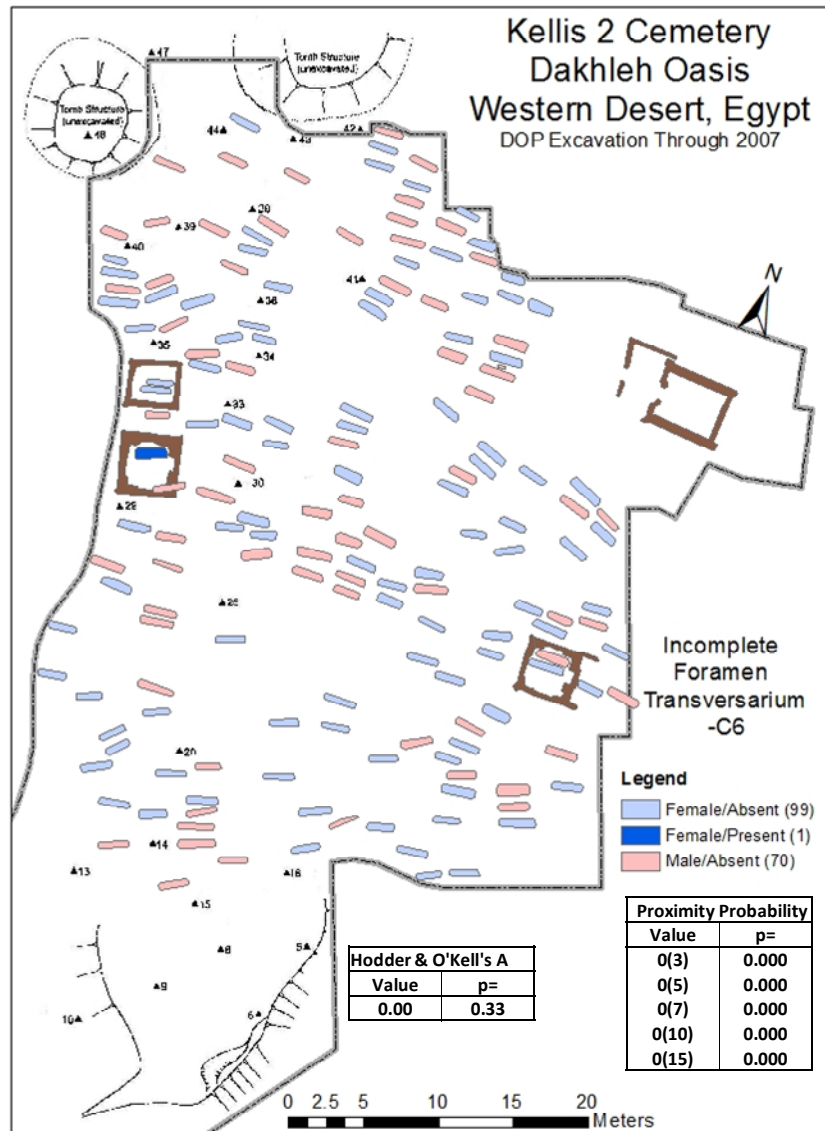 Kellis 2 Cemetery
Dakhleh Oasis
Western Desert, Egypt
DOP Excavation Through 2007
Tomb Structure
(unexcavated)
▲48
Tomb Structure
(unexcavated)
▲47
44▲
▲43
42▲
▲38
▲39
▲40
41▲
▲36
▲35
▲34
▲33
▲30
▲29
▲25
▲20
▲14
▲13
▲16
▲15
▲8
5▲
▲9
10▲
6▲
N
Incomplete
Foramen
Transversarium
-C6
Legend
Female/Absent (99)
Female/Present (1)
Male/Absent (70)
Hodder & O'Kell's A
Value p=
0.00 0.33
Proximity Probability
Value p=
0(3) 0.000
0(5) 0.000
0(7) 0.000
0(10) 0.000
0(15) 0.000
0 2.5 5 10 15 20
Meters